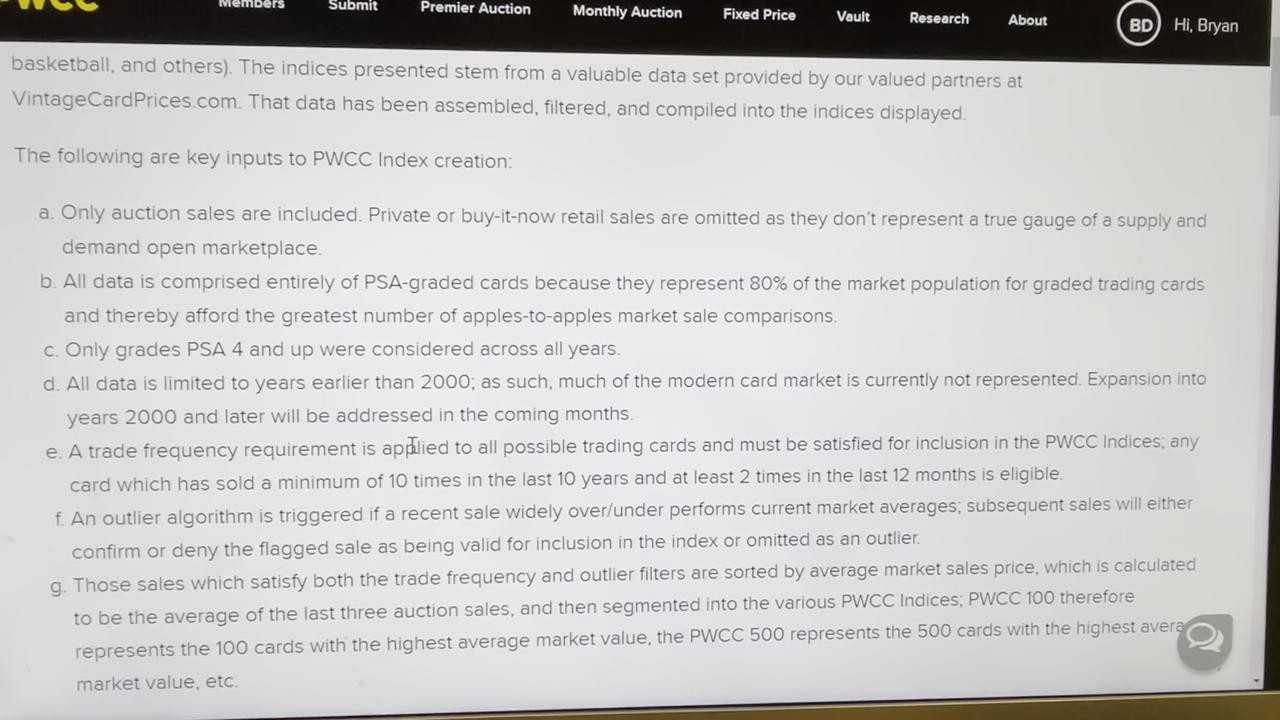 PWCC
Members Submit Premier Auction Monthly Auction Fixed Price Vault Research About BD Hi, Bryan
basketball, and others). The indices presented stem from a valuable data set provided by our valued partners at
VintageCardPrices.com. That data has been assembled, filtered, and compiled into the indices displayed.
The following are key inputs to PWCC Index creation:
a. Only auction sales are included. Private or buy-it-now retail sales are omitted as they don't represent a true gauge of a supply and
demand open marketplace.
b. All data is comprised entirely of PSA-graded cards because they represent 80% of the market population for graded trading cards
and thereby afford the greatest number of apples-to-apples market sale comparisons.
c. Only grades PSA 4 and up were considered across all years.
d. All data is limited to years earlier than 2000; as such, much of the modern card market is currently not represented. Expansion into
years 2000 and later will be addressed in the coming months.
e. A trade frequency requirement is applied to all possible trading cards and must be satisfied for inclusion in the PWCC Indices; any
card which has sold a minimum of 10 times in the last 10 years and at least 2 times in the last 12 months is eligible.
f. An outlier algorithm is triggered if a recent sale widely over/under performs current market averages; subsequent sales will either
confirm or deny the flagged sale as being valid for inclusion in the index or omitted as an outlier.
g. Those sales which satisfy both the trade frequency and outlier filters are sorted by average market sales price, which is calculated
to be the average of the last three auction sales, and then segmented into the various PWCC Indices; PWCC 100 therefore
represents the 100 cards with the highest average market value, the PWCC 500 represents the 500 cards with the highest avera
market value, etc.